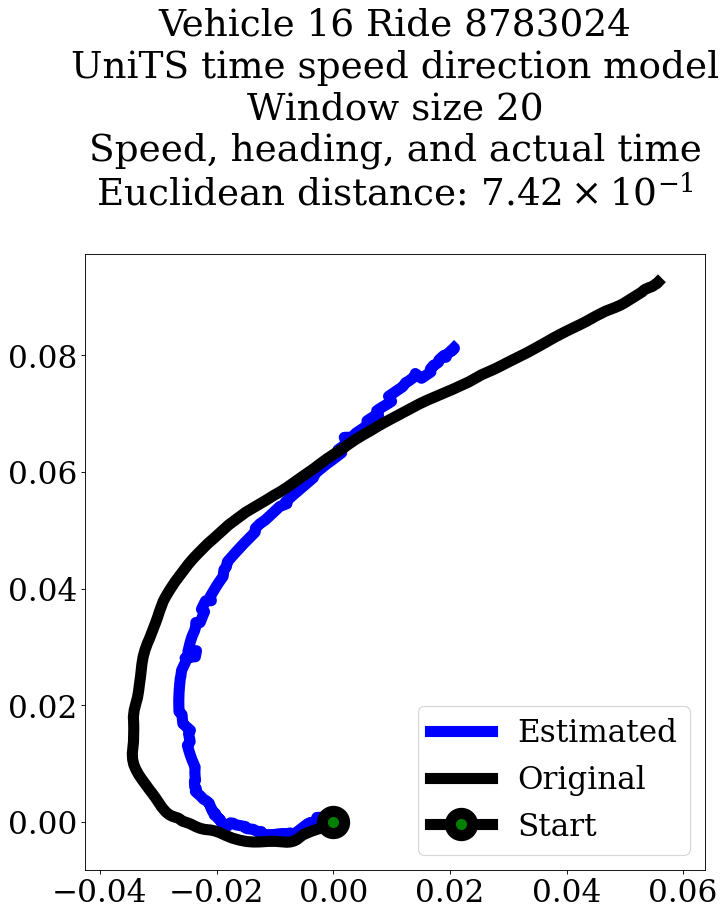 Vehicle 16 Ride 8783024
UniTS time speed direction model
Window size 20
Speed, heading, and actual time
Euclidean distance: 7.42 × 10⁻¹
0.08
0.06
0.04
0.02
0.00
−0.04 −0.02 0.00 0.02 0.04 0.06
Estimated
Original
Start